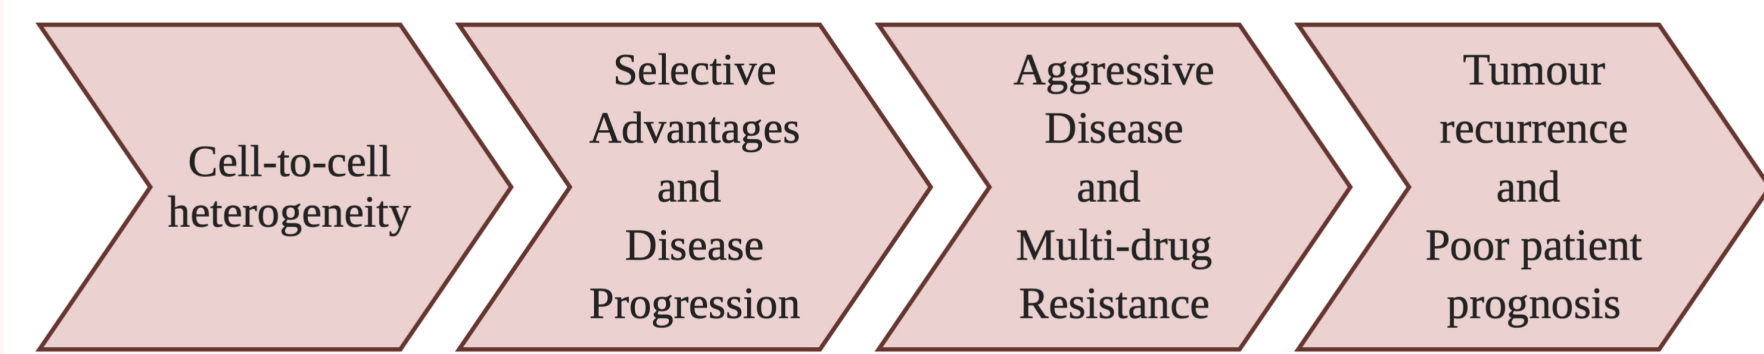 Cell-to-cell
heterogeneity
Selective
Advantages
and
Disease
Progression
Aggressive
Disease
and
Multi-drug
Resistance
Tumour
recurrence
and
Poor patient
prognosis